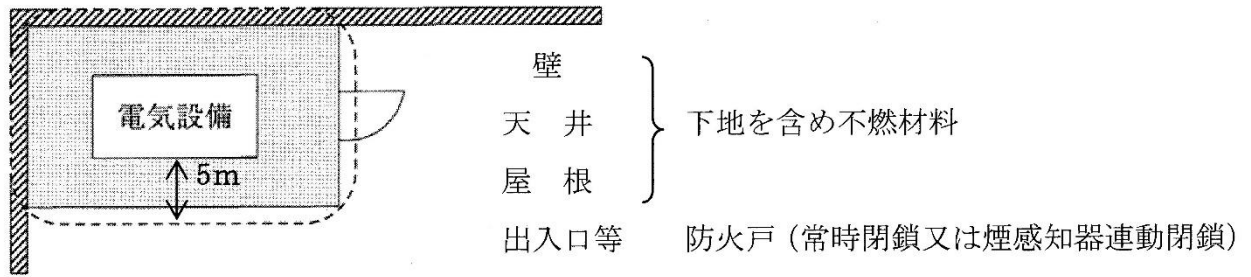 電気設備
5m
壁
天 井
屋 根
下地を含め不燃材料
出入口等 防火戸（常時閉鎖又は煙感知器連動閉鎖）